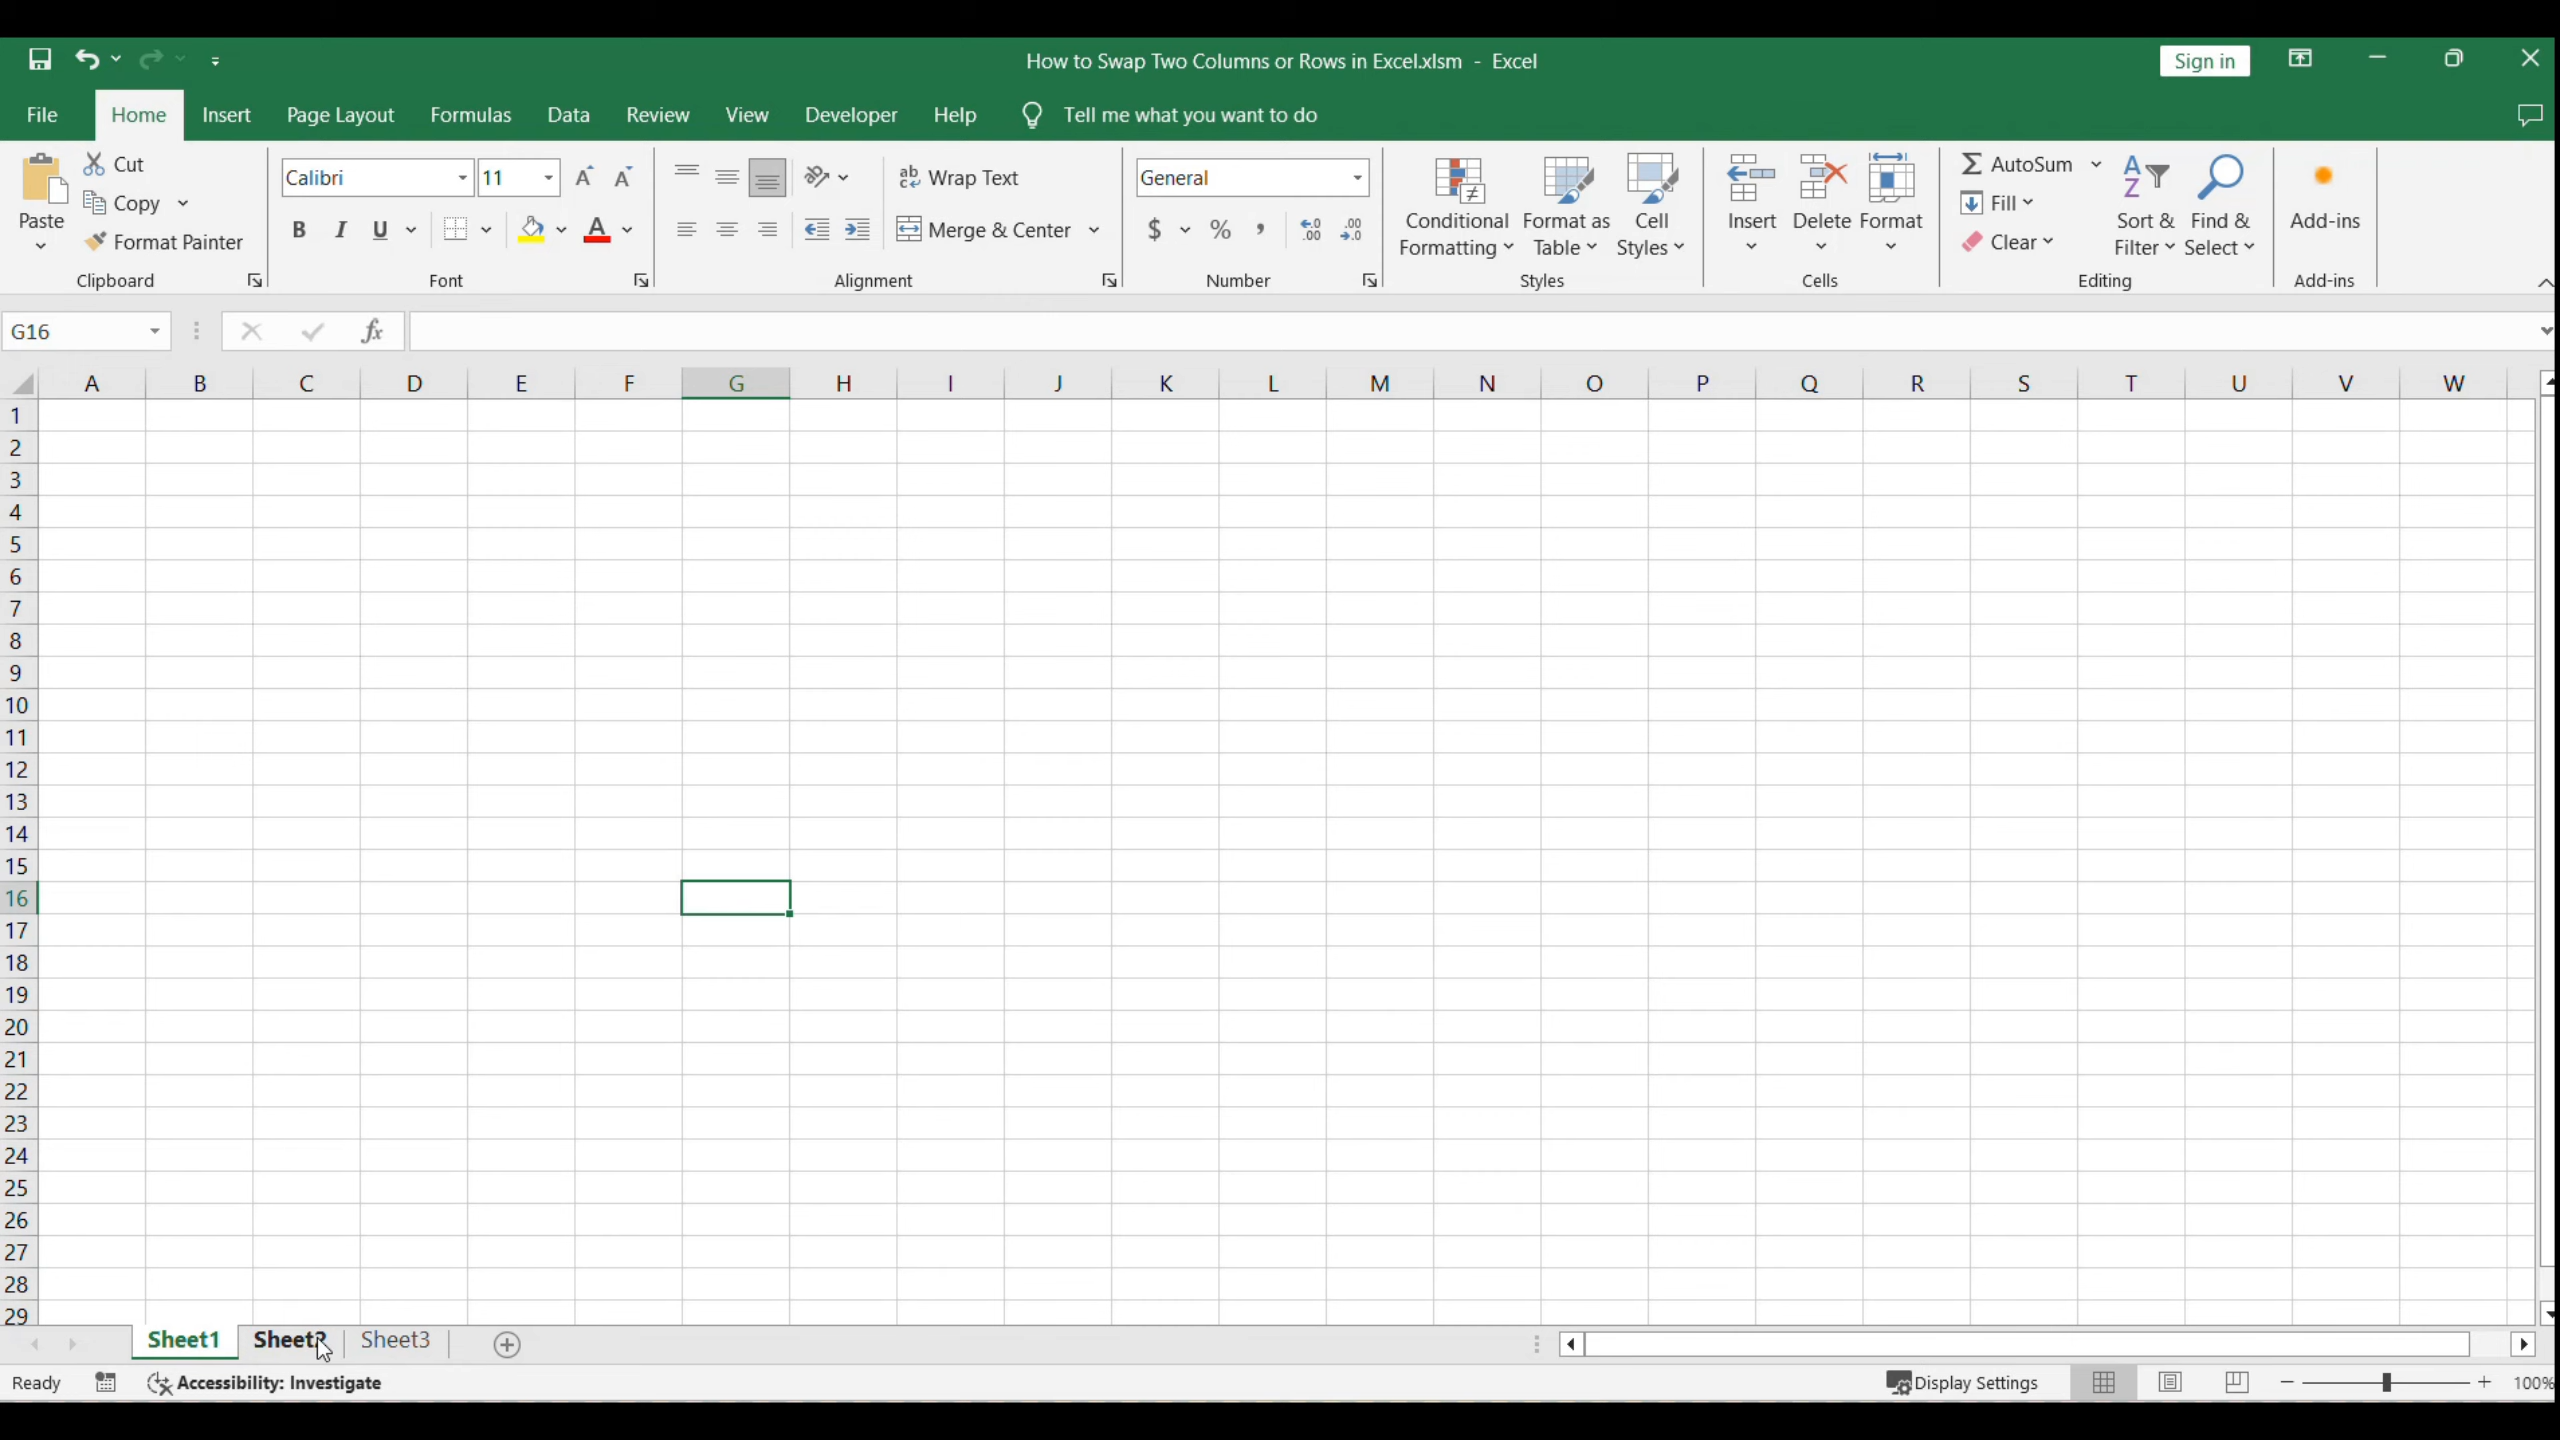 How to Swap Two Columns or Rows in Excel.xlsm - Excel
Sign in
File Home Insert Page Layout Formulas Data Review View Developer Help Tell me what you want to do
Paste
Cut
Copy
Format Painter
Clipboard
Calibri 11
B I U
Font
ab Wrap Text
Merge & Center
Alignment
General
$ % ,
Number
Conditional Formatting
Format as Table
Cell Styles
Styles
Insert Delete Format
Cells
AutoSum
Fill
Clear
Sort & Filter
Find & Select
Editing
Add-ins
Add-ins
G16 fx
A B C D E F G H I J K L M N O P Q R S T U V W
1
2
3
4
5
6
7
8
9
10
11
12
13
14
15
16
17
18
19
20
21
22
23
24
25
26
27
28
29
Sheet1 Sheet2 Sheet3
Ready Accessibility: Investigate Display Settings 100%